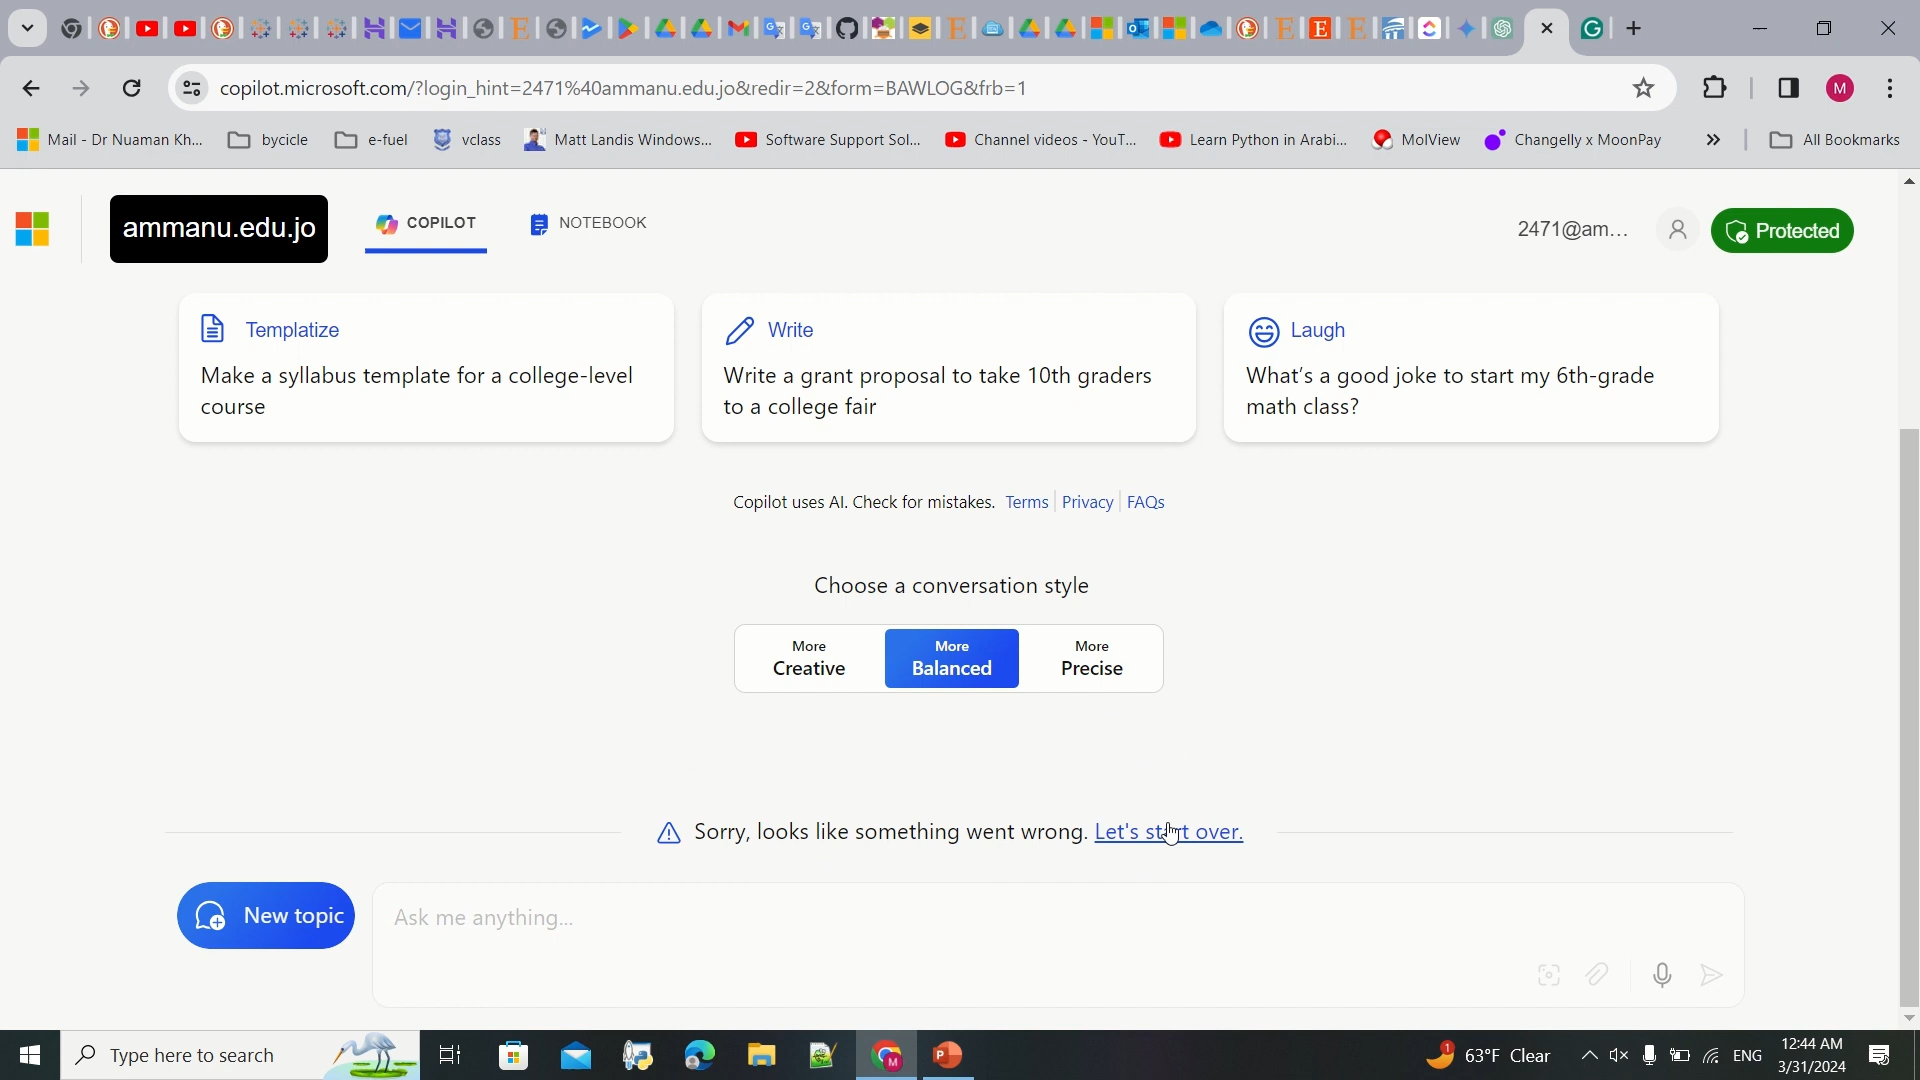 copilot.microsoft.com/?login_hint=2471%40ammanu.edu.jo&redir=2&form=BAWLOG&frb=1
M
Mail - Dr Nuaman Kh...
bycicle
e-fuel
vclass
Matt Landis Windows...
Software Support Sol...
Channel videos - YouT...
Learn Python in Arabi...
MolView
Changelly x MoonPay
All Bookmarks
ammanu.edu.jo
COPILOT
NOTEBOOK
2471@am...
Protected
Templatize
Make a syllabus template for a college-level
course
Write
Write a grant proposal to take 10th graders
to a college fair
Laugh
What's a good joke to start my 6th-grade
math class?
Copilot uses AI. Check for mistakes. Terms Privacy FAQs
Choose a conversation style
More
Creative
More
Balanced
More
Precise
Sorry, looks like something went wrong. Let's start over.
New topic
Ask me anything...
Type here to search
1
63°F Clear
ENG
12:44 AM
3/31/2024